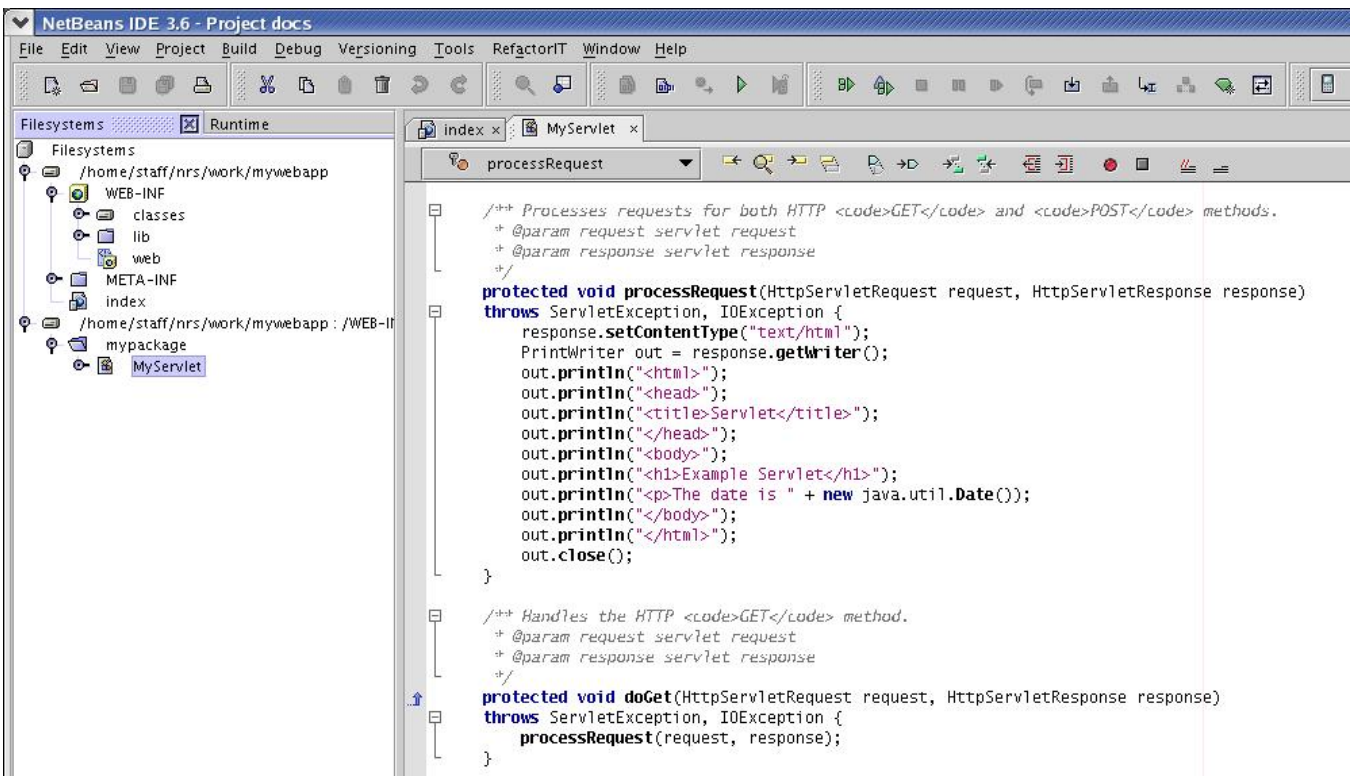 NetBeans IDE 3.6 - Project docs
File Edit View Project Build Debug Versioning Tools RefactorIT Window Help
Filesystems Runtime
Filesystems
/home/staff/nrs/work/mywebapp
WEB-INF
classes
lib
web
META-INF
index
/home/staff/nrs/work/mywebapp : /WEB-II
mypackage
MyServlet
index MyServlet
processRequest
/** Processes requests for both HTTP <code>GET</code> and <code>POST</code> methods.
* @param request servlet request
* @param response servlet response
*/
protected void processRequest(HttpServletRequest request, HttpServletResponse response)
throws ServletException, IOException {
response.setContentType("text/html");
PrintWriter out = response.getWriter();
out.println("<html>");
out.println("<head>");
out.println("<title>Servlet</title>");
out.println("</head>");
out.println("<body>");
out.println("<h1>Example Servlet</h1>");
out.println("<p>The date is " + new java.util.Date());
out.println("</body>");
out.println("</html>");
out.close();
}
/** Handles the HTTP <code>GET</code> method.
* @param request servlet request
* @param response servlet response
*/
protected void doGet(HttpServletRequest request, HttpServletResponse response)
throws ServletException, IOException {
processRequest(request, response);
}